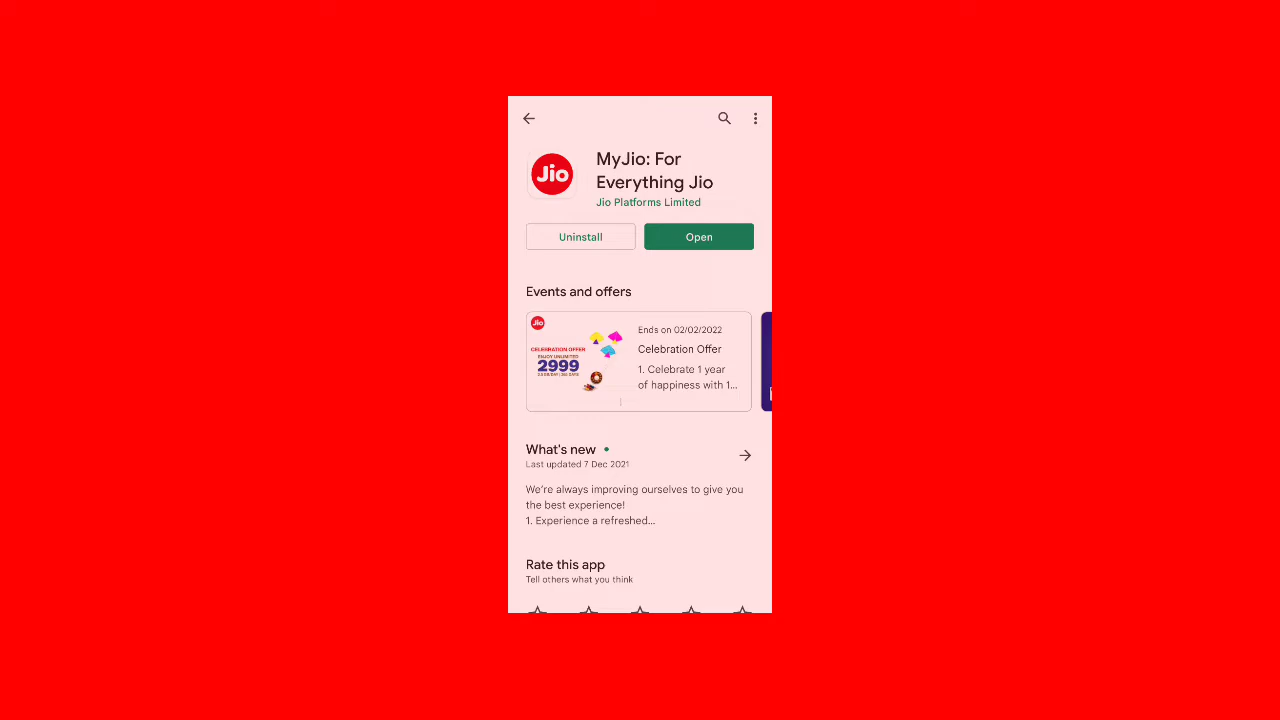 Jio
MyJio: For
Everything Jio
Jio Platforms Limited
Uninstall
Open
Events and offers
Jio
CELEBRATION OFFER
ENJOY UNLIMITED
2999
Ends on 02/02/2022
Celebration Offer
1. Celebrate 1 year
of happiness with 1...
What's new
Last updated 7 Dec 2021
We're always improving ourselves to give you
the best experience!
1. Experience a refreshed...
Rate this app
Tell others what you think